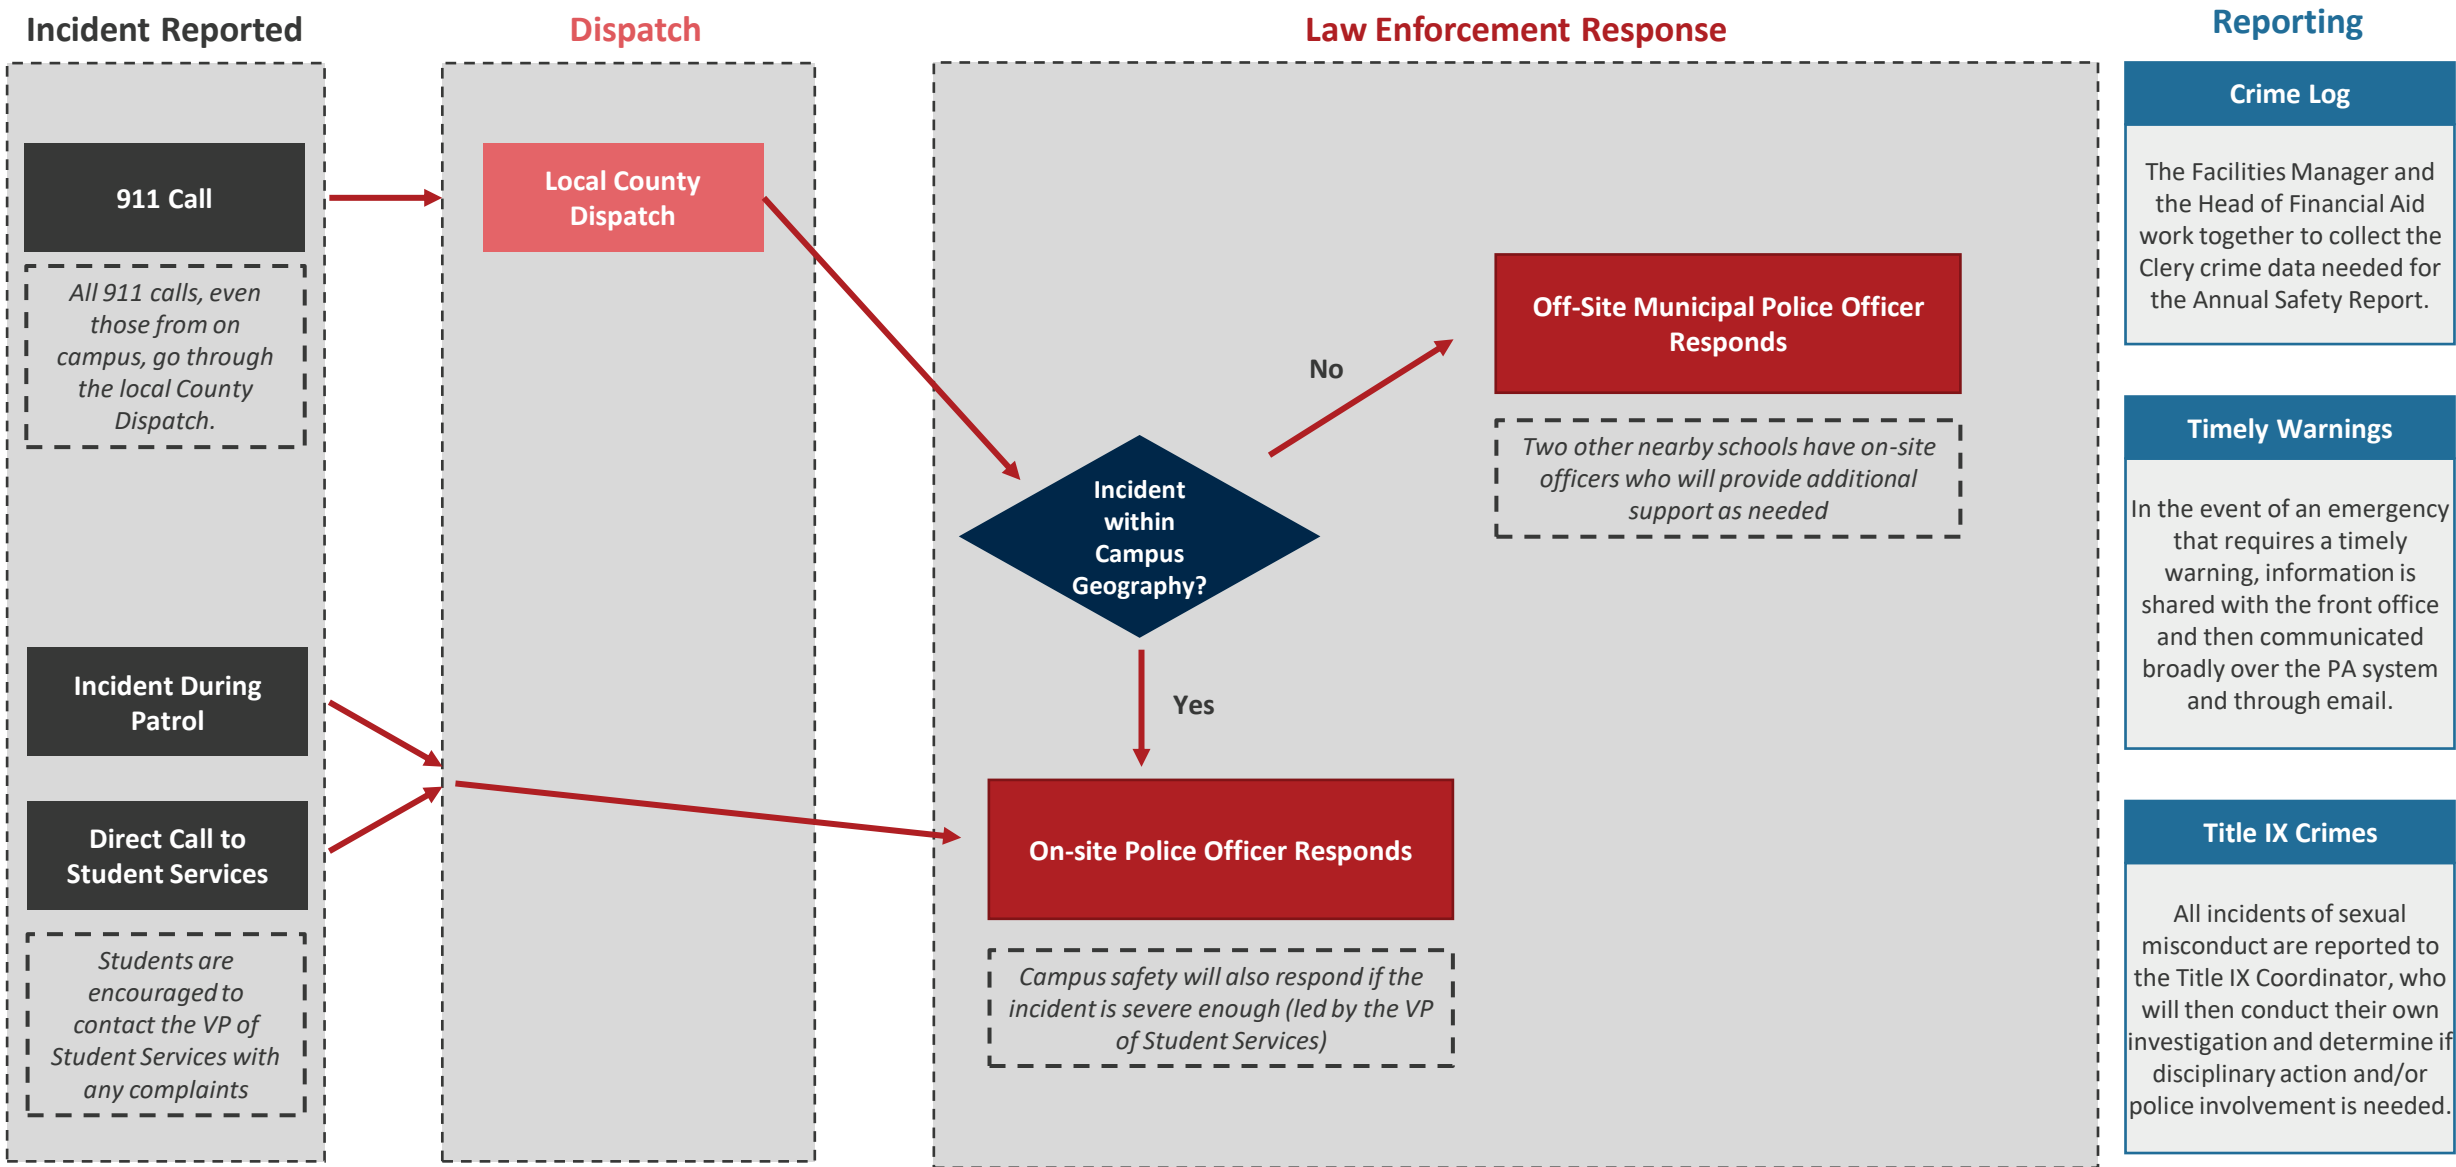 Incident Reported
Dispatch
Law Enforcement Response
Reporting
911 Call
All 911 calls, even
those from on
campus, go through
the local County
Dispatch.
Incident During
Patrol
Direct Call to
Student Services
Students are
encouraged to
contact the VP of
Student Services with
any complaints
Local County
Dispatch
Incident
within
Campus
Geography?
No
Yes
Off-Site Municipal Police Officer
Responds
Two other nearby schools have on-site
officers who will provide additional
support as needed
On-site Police Officer Responds
Campus safety will also respond if the
incident is severe enough (led by the VP
of Student Services)
Crime Log
The Facilities Manager and
the Head of Financial Aid
work together to collect the
Clery crime data needed for
the Annual Safety Report.
Timely Warnings
In the event of an emergency
that requires a timely
warning, information is
shared with the front office
and then communicated
broadly over the PA system
and through email.
Title IX Crimes
All incidents of sexual
misconduct are reported to
the Title IX Coordinator, who
will then conduct their own
investigation and determine if
disciplinary action and/or
police involvement is needed.